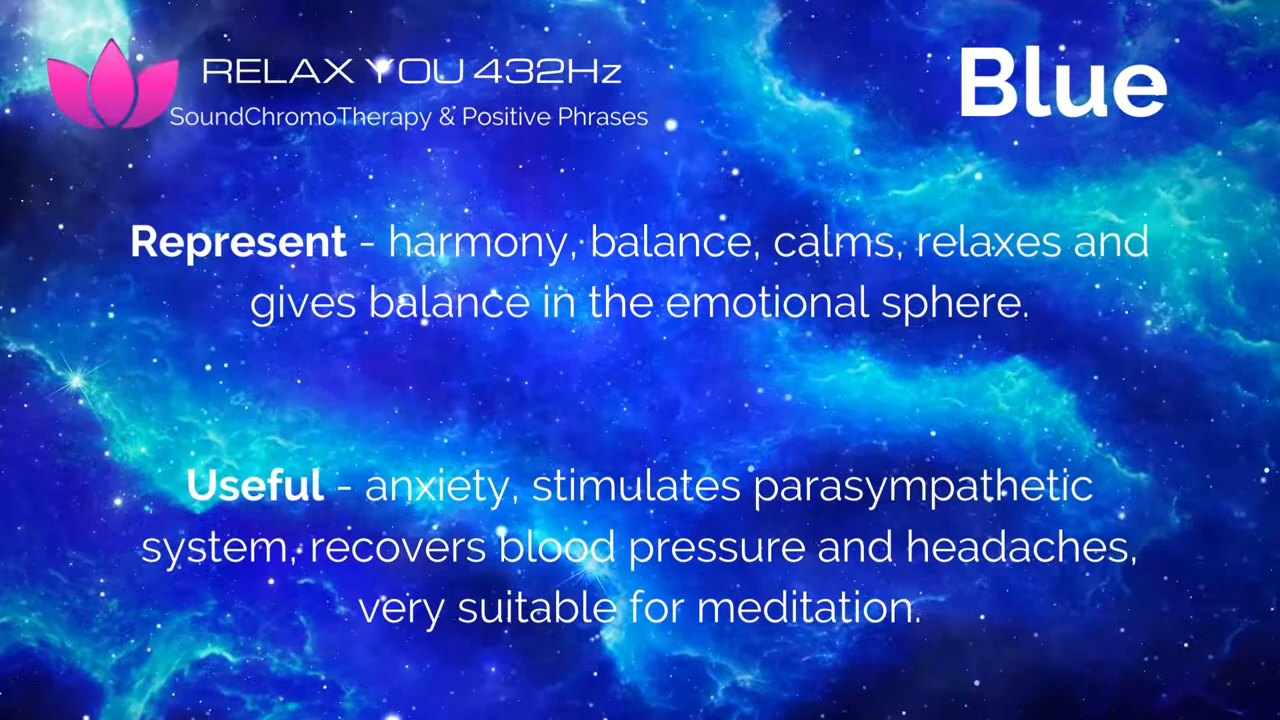 RELAX YOU 432Hz
SoundChromoTherapy & Positive Phrases
Blue
Represent - harmony, balance, calms, relaxes and
gives balance in the emotional sphere.
Useful - anxiety, stimulates parasympathetic
system, recovers blood pressure and headaches,
very suitable for meditation.